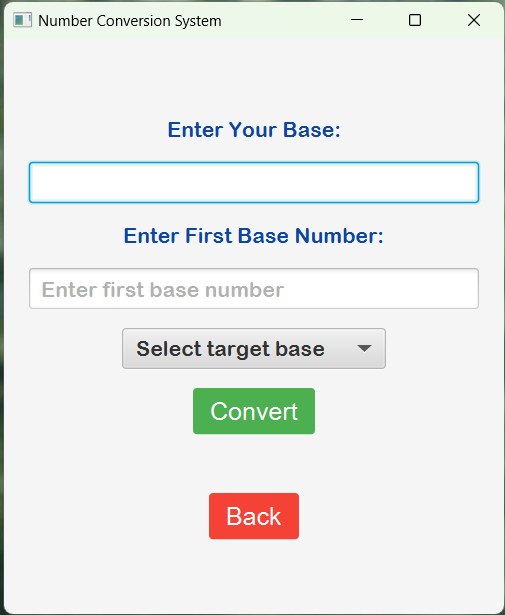 Number Conversion System
Enter Your Base:
Enter First Base Number:
Enter first base number
Select target base
Convert
Back